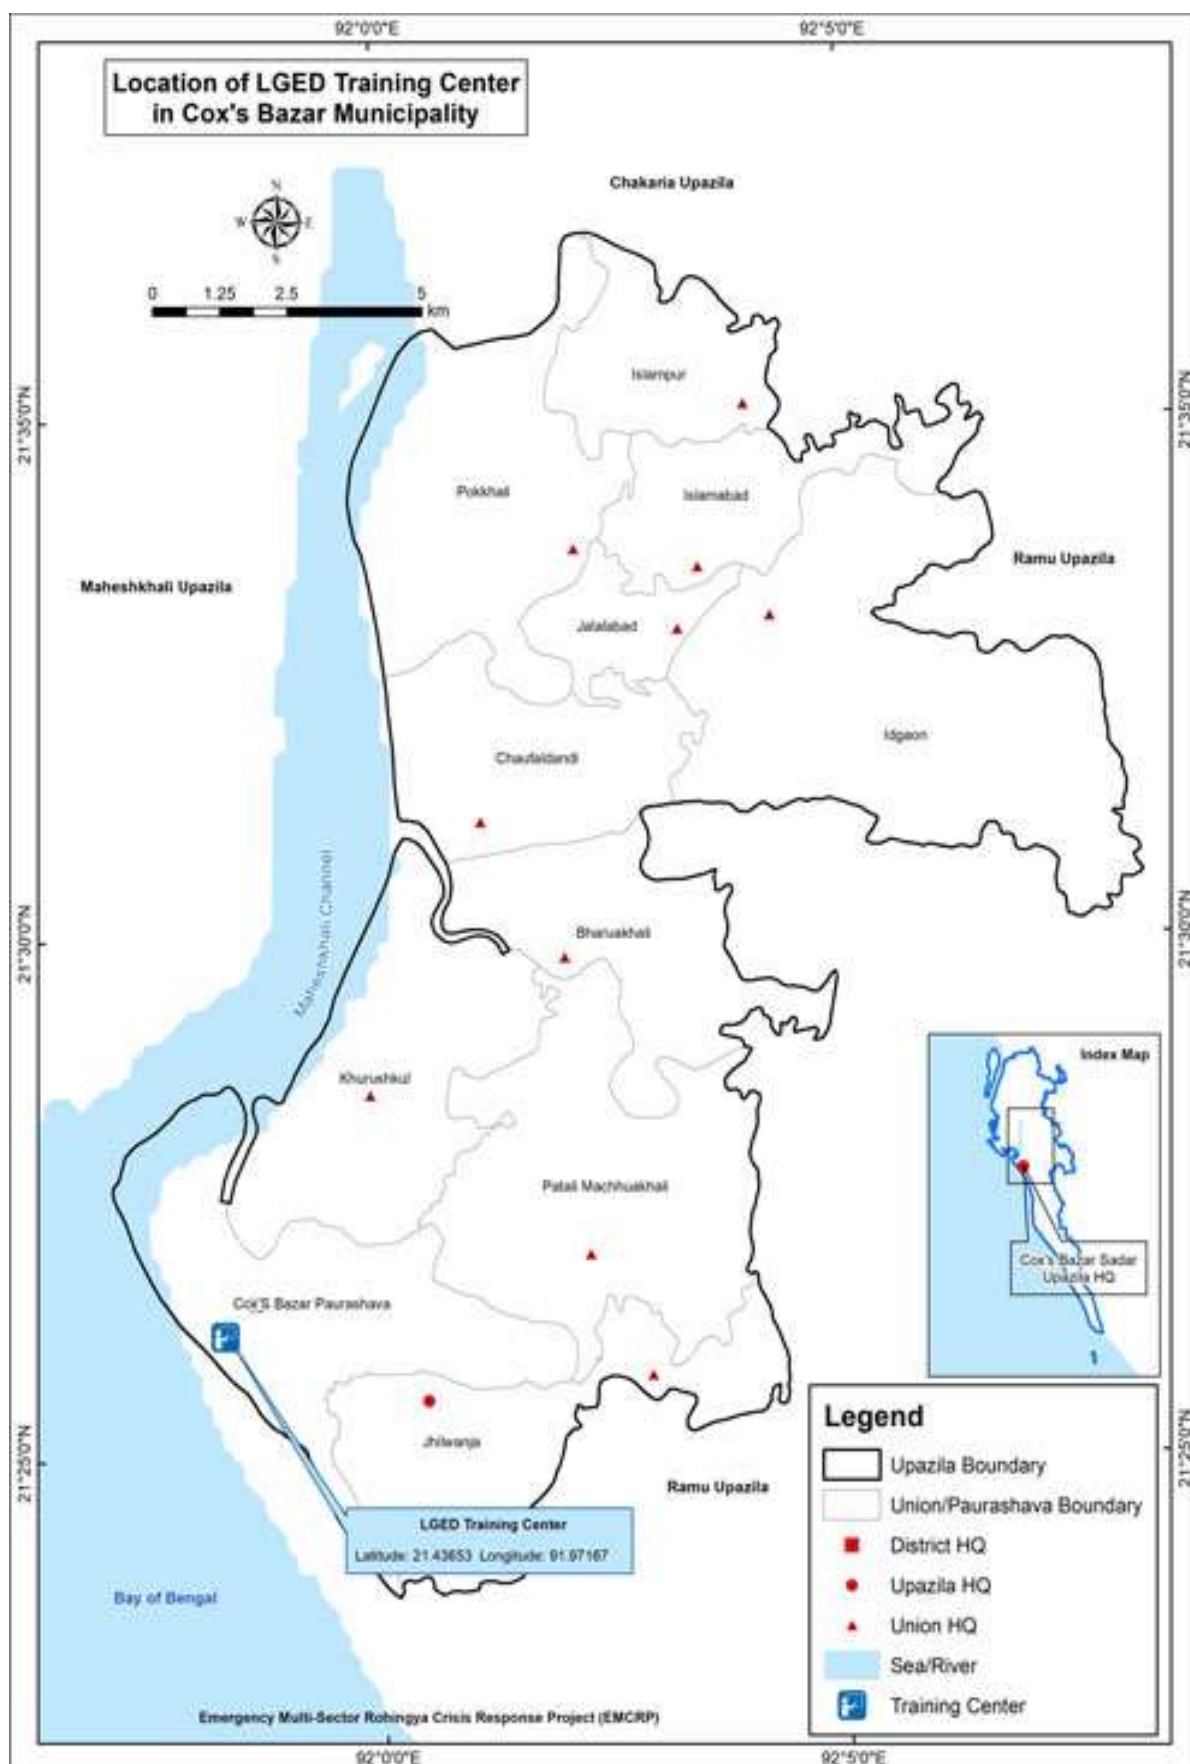 92°0'0"E
92°5'0"E
Location of LGED Training Center
in Cox's Bazar Municipality
Chakaria Upazila
N
W
E
S
0
1.25
2.5
5
km
Islampur
21°35'0"N
21°35'0"N
Pokkhali
Islamabad
Ramu Upazila
Maheshkhali Upazila
Jalalabad
Idgaon
Chaufaldandi
Maheshkhali Channel
Bharuakhali
21°30'0"N
21°30'0"N
Khurushkul
Index Map
Patali Machhuakhali
Cox's Bazar Sadar
Upazila HQ
Cox'S Bazar Paurashava
Jhilwanja
21°25'0"N
21°25'0"N
Ramu Upazila
LGED Training Center
Latitude: 21.43653 Longitude: 91.97167
Bay of Bengal
Legend
Upazila Boundary
Union/Paurashava Boundary
District HQ
Upazila HQ
Union HQ
Sea/River
Training Center
Emergency Multi-Sector Rohingya Crisis Response Project (EMCRP)
92°0'0"E
92°5'0"E